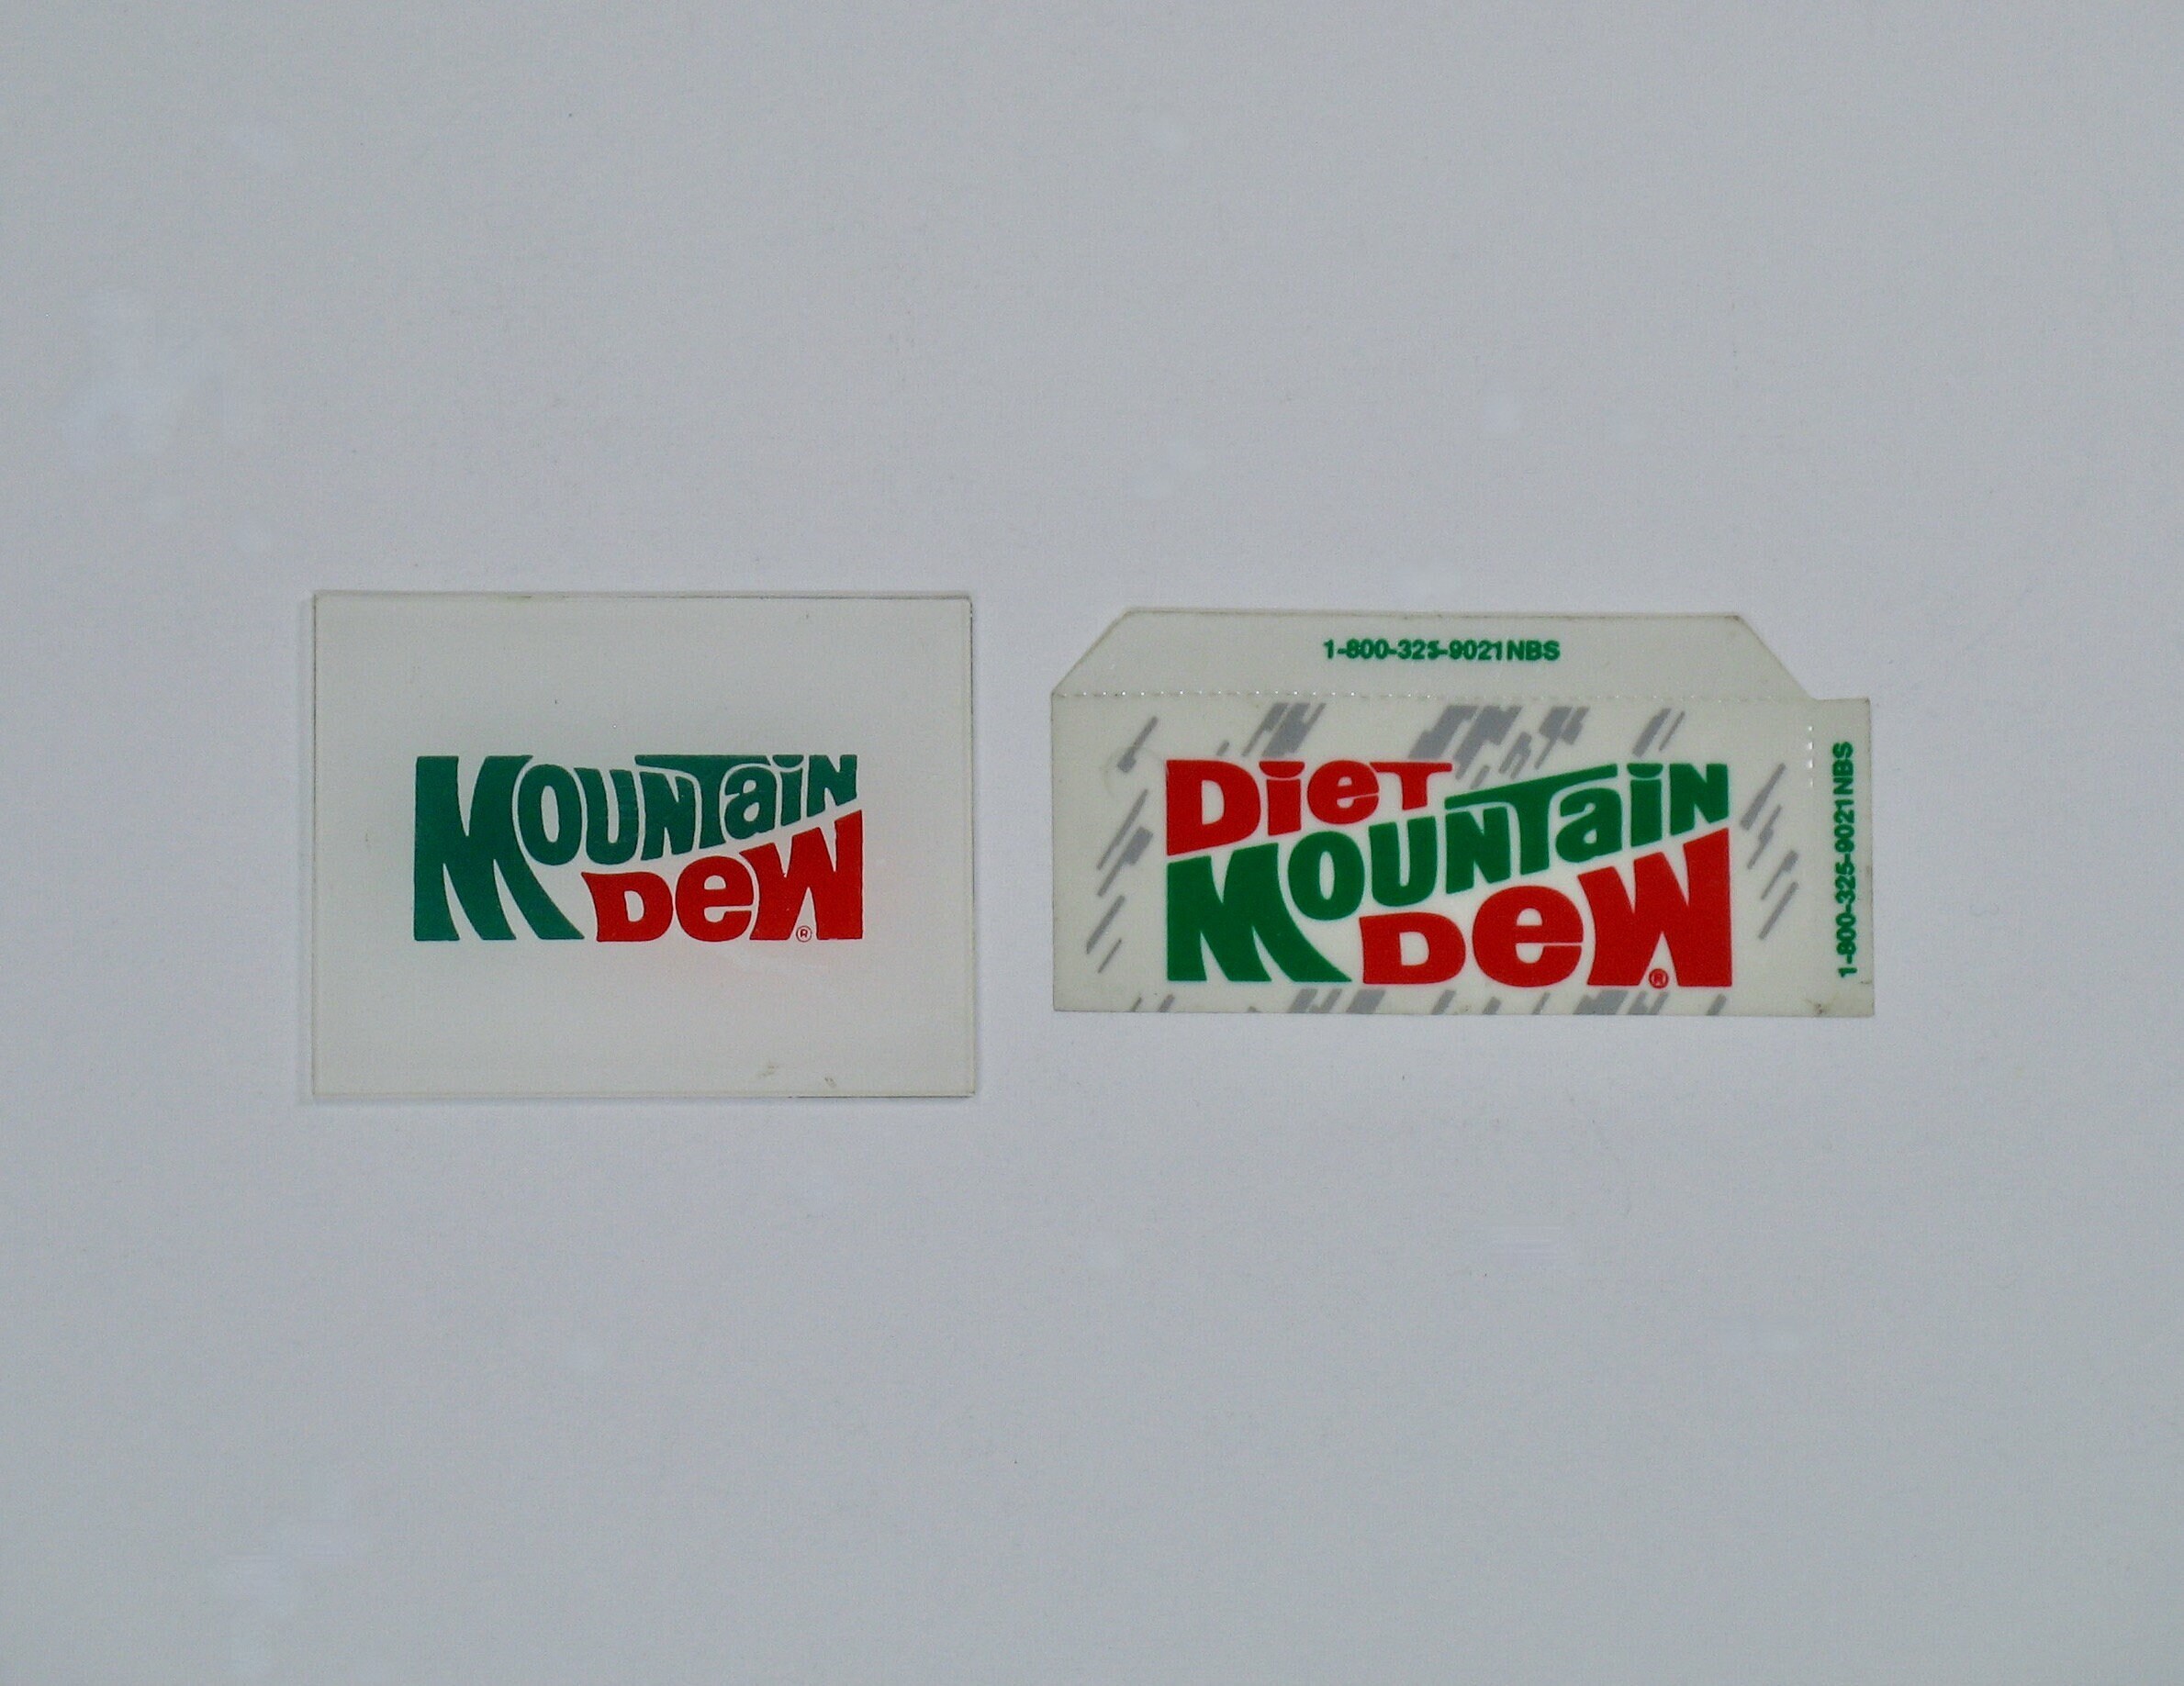 MOUNTaiN
DeW
®
1-800-325-9021 NBS
DieT
MOUNTaiN
DeW
®
1-800-325-9021 NBS